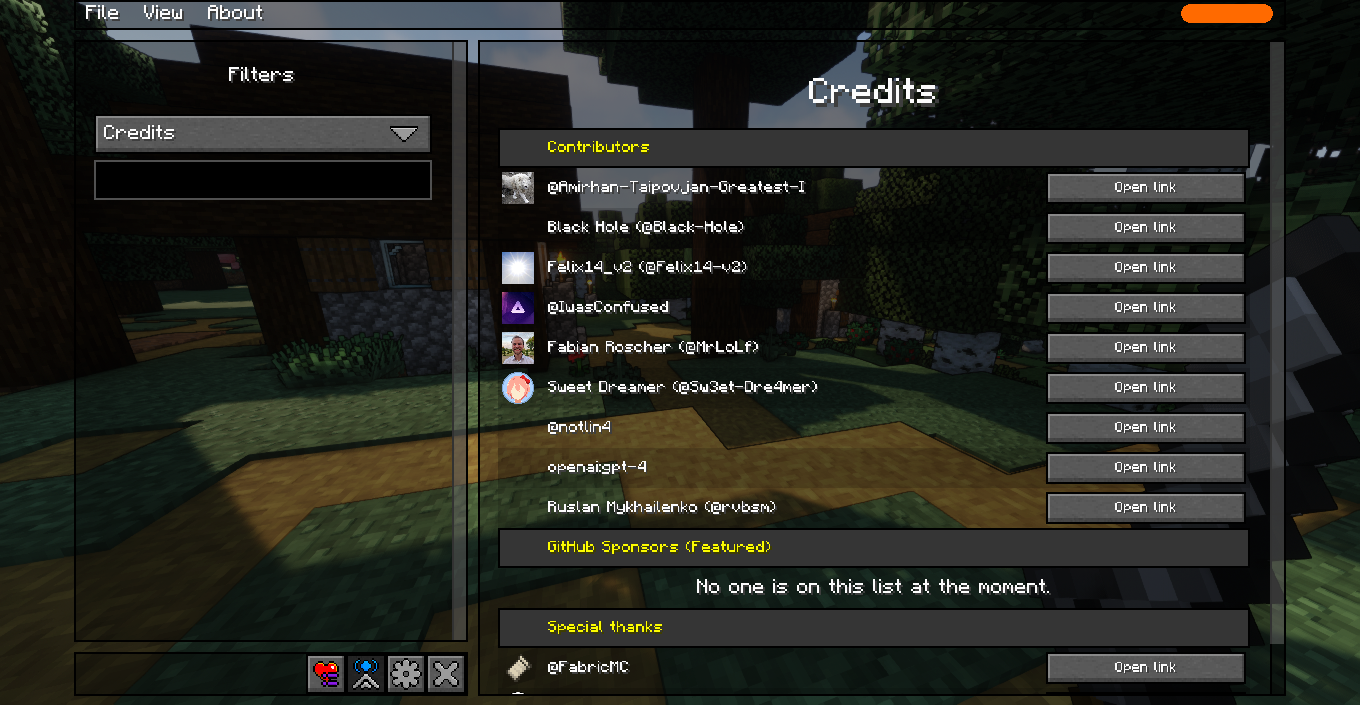 File View About
Filters
Credits
Credits
Contributors
@Amirhan-Taipovjan-Greatest-I Open link
Black Hole (@Black-Hole) Open link
Felix14_v2 (@Felix14-v2) Open link
@IwasConfused Open link
Fabian Roscher (@MrLoLf) Open link
Sweet Dreamer (@Sw3et-Dre4mer) Open link
@notlin4 Open link
openai:gpt-4 Open link
Ruslan Mykhailenko (@rvbsm) Open link
GitHub Sponsors (Featured)
No one is on this list at the moment.
Special thanks
@FabricMC Open link